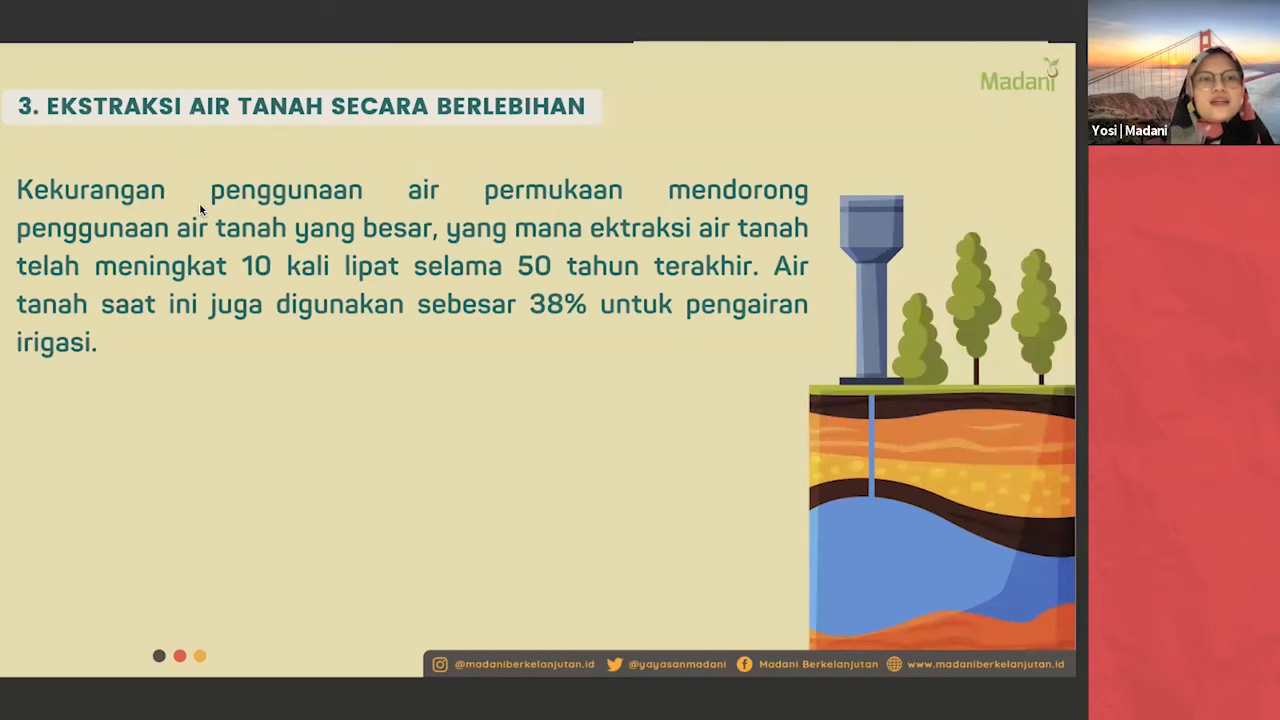 Madani
3. EKSTRAKSI AIR TANAH SECARA BERLEBIHAN
Yosi | Madani
Kekurangan penggunaan air permukaan mendorong
penggunaan air tanah yang besar, yang mana ektraksi air tanah
telah meningkat 10 kali lipat selama 50 tahun terakhir. Air
tanah saat ini juga digunakan sebesar 38% untuk pengairan
irigasi.
@madaniberkelanjutan.id @yayasanmadani Madani Berkelanjutan www.madaniberkelanjutan.id